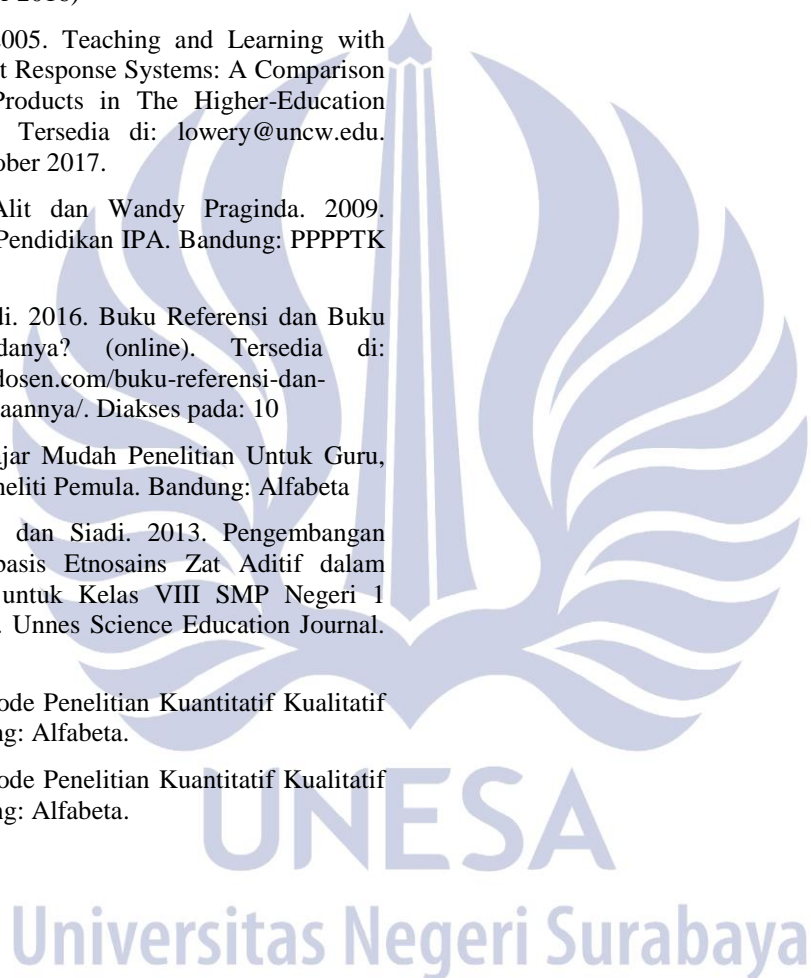 2005. Teaching and Learning with
t Response Systems: A Comparison
Products in The Higher-Education
Tersedia di: lowery@uncw.edu.
ober 2017.
Alit dan Wandy Praginda. 2009.
Pendidikan IPA. Bandung: PPPPTK
di. 2016. Buku Referensi dan Buku
danya? (online). Tersedia di:
dosen.com/buku-referensi-dan-
aannya/. Diakses pada: 10
jar Mudah Penelitian Untuk Guru,
neliti Pemula. Bandung: Alfabeta
dan Siadi. 2013. Pengembangan
basis Etnosains Zat Aditif dalam
untuk Kelas VIII SMP Negeri 1
. Unnes Science Education Journal.
ode Penelitian Kuantitatif Kualitatif
ng: Alfabeta.
ode Penelitian Kuantitatif Kualitatif
ng: Alfabeta.
UNESA
Universitas Negeri Surabaya